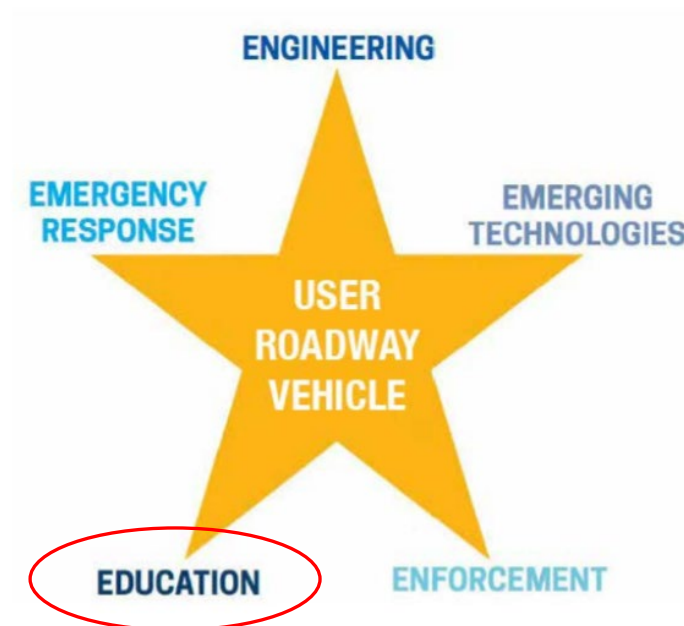 ENGINEERING
EMERGENCY
RESPONSE
EMERGING
TECHNOLOGIES
USER
ROADWAY
VEHICLE
EDUCATION
ENFORCEMENT